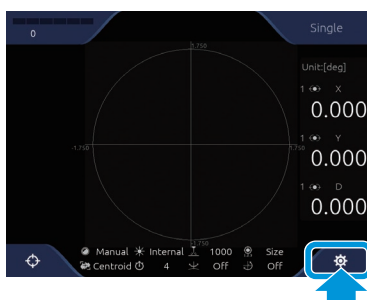 0
Single
1.750
Unit:[deg]
1 X
0.000
-1.750
1.750
1 Y
0.000
1 D
0.000
-1.750
Manual Internal 1000 Size
Centroid 4 Off Off